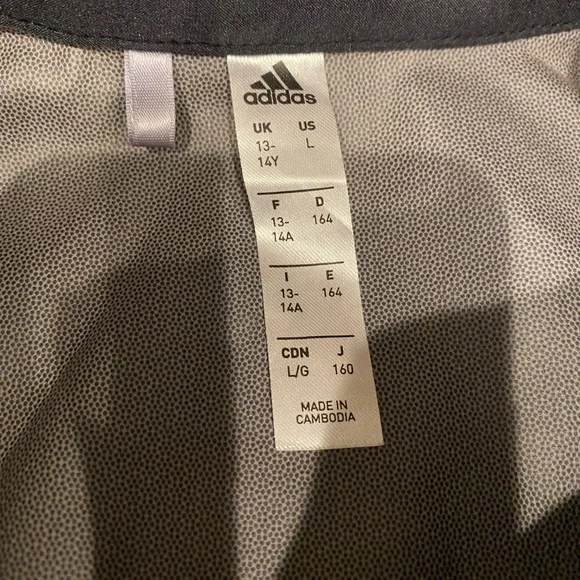 adidas
UK US
13- L
14Y
F D
13- 164
14A
I E
13- 164
14A
CDN J
L/G 160
MADE IN
CAMBODIA